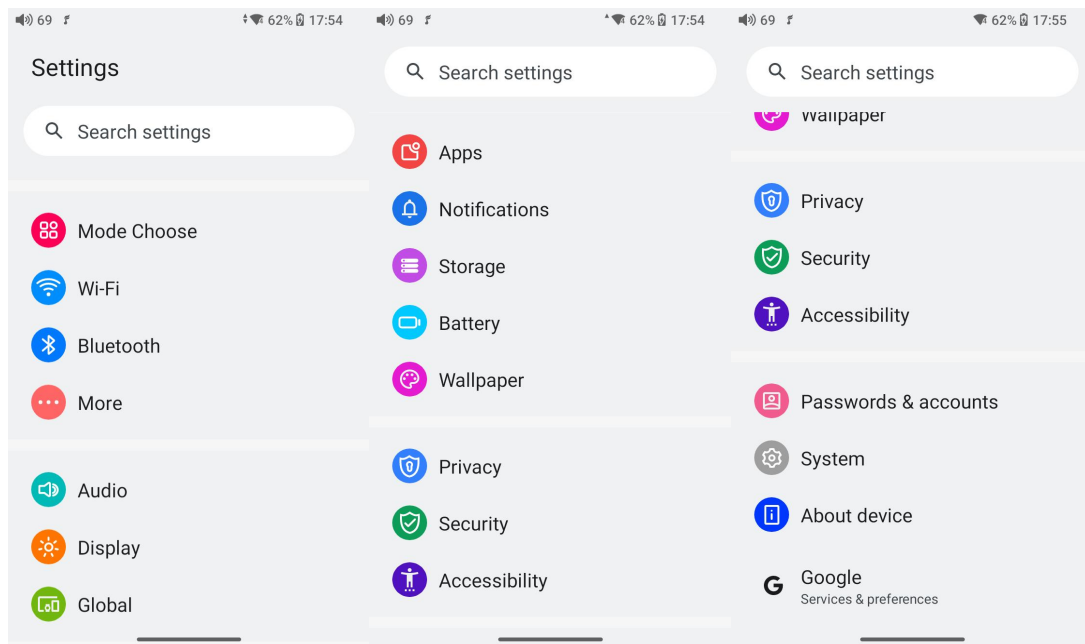 69 62% 17:54
Settings
Search settings
Mode Choose
Wi-Fi
Bluetooth
More
Audio
Display
Global
69 62% 17:54
Search settings
Apps
Notifications
Storage
Battery
Wallpaper
Privacy
Security
Accessibility
69 62% 17:55
Search settings
Wallpaper
Privacy
Security
Accessibility
Passwords & accounts
System
About device
Google
Services & preferences